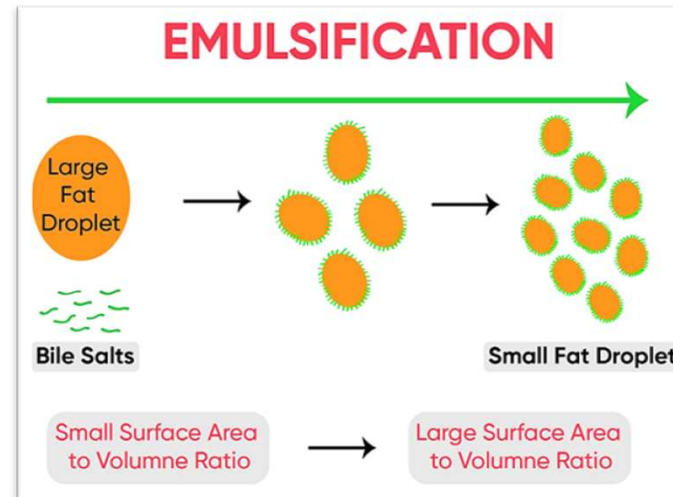 EMULSIFICATION
Large
Fat
Droplet
Bile Salts
Small Fat Droplet
Small Surface Area
to Volumne Ratio
Large Surface Area
to Volumne Ratio